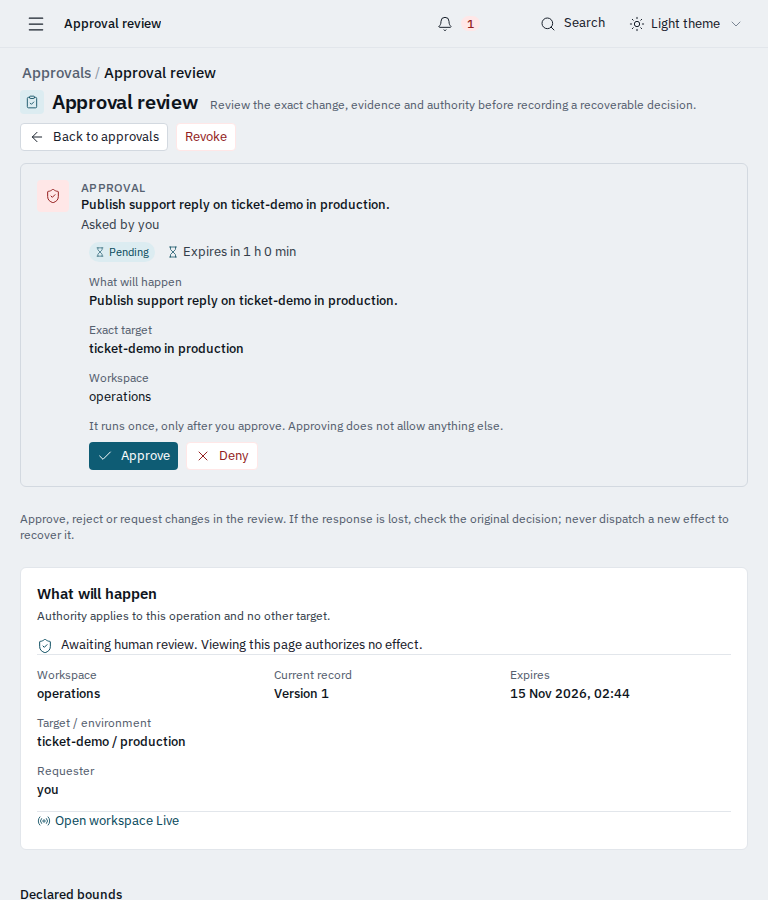 Approval review
1
Search
Light theme
Approvals / Approval review
Approval review
Review the exact change, evidence and authority before recording a recoverable decision.
Back to approvals
Revoke
APPROVAL
Publish support reply on ticket-demo in production.
Asked by you
Pending
Expires in 1 h 0 min
What will happen
Publish support reply on ticket-demo in production.
Exact target
ticket-demo in production
Workspace
operations
It runs once, only after you approve. Approving does not allow anything else.
Approve
Deny
Approve, reject or request changes in the review. If the response is lost, check the original decision; never dispatch a new effect to
recover it.
What will happen
Authority applies to this operation and no other target.
Awaiting human review. Viewing this page authorizes no effect.
Workspace
operations
Current record
Version 1
Expires
15 Nov 2026, 02:44
Target / environment
ticket-demo / production
Requester
you
Open workspace Live
Declared bounds